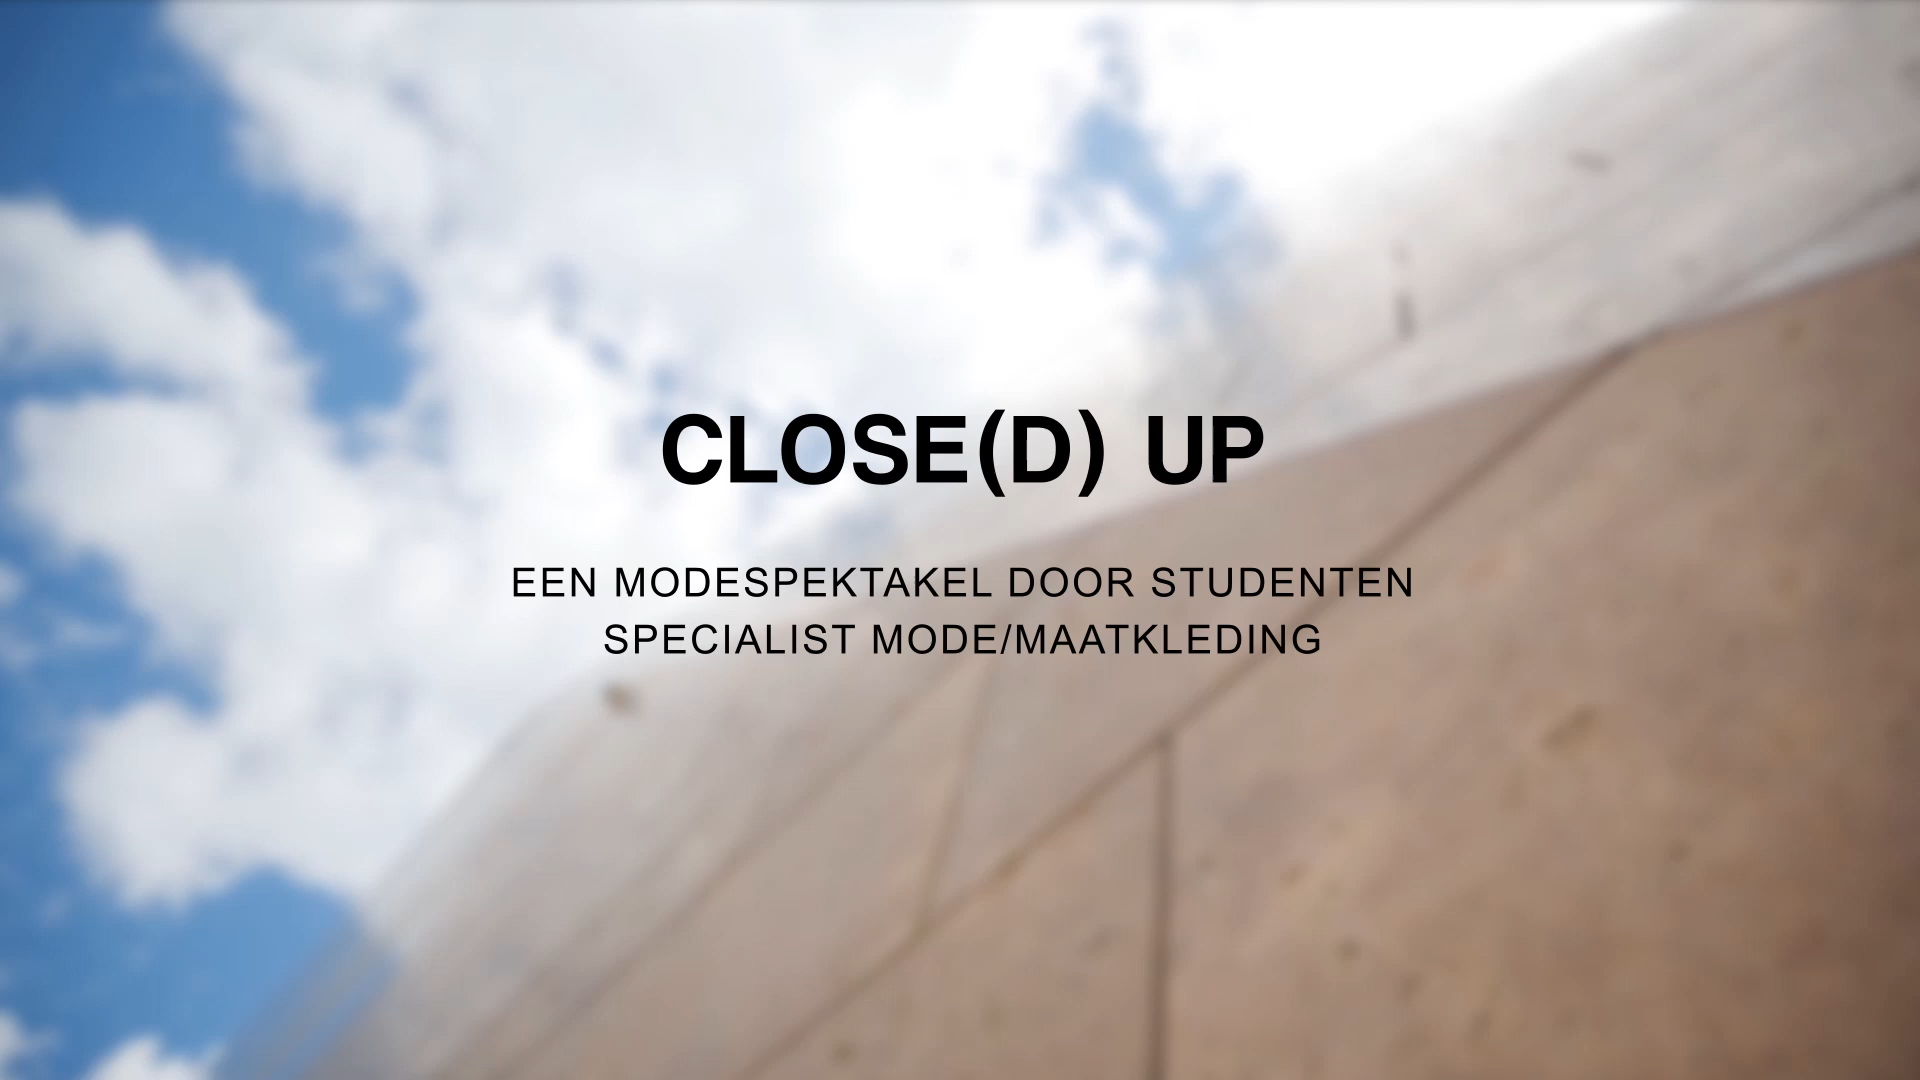 CLOSE(D) UP
EEN MODESPEKTAKEL DOOR STUDENTEN
SPECIALIST MODE/MAATKLEDING